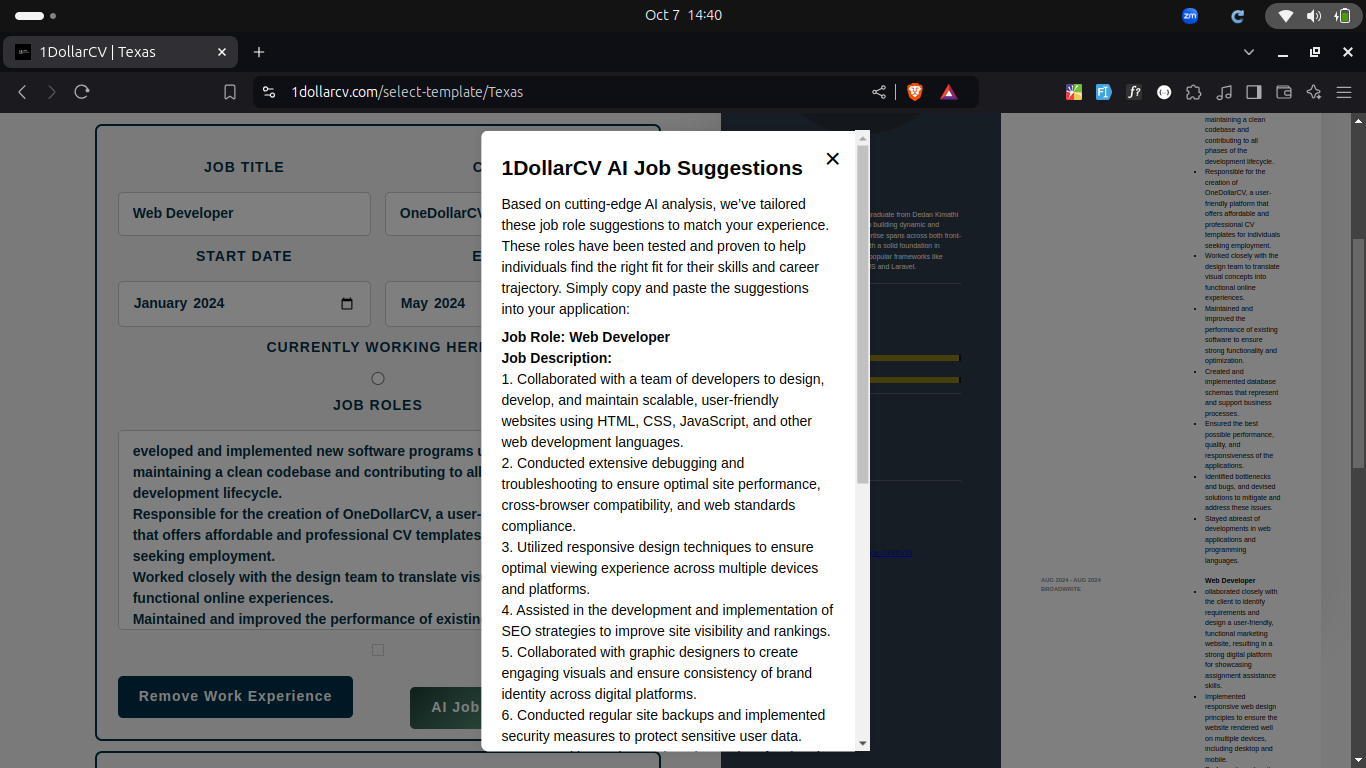 Oct 7 14:40
zm
1DollarCV | Texas
1dollarcv.com/select-template/Texas
JOB TITLE
Web Developer
OneDollarCV
START DATE
January 2024
May 2024
CURRENTLY WORKING HER
JOB ROLES
eveloped and implemented new software programs
maintaining a clean codebase and contributing to all
development lifecycle.
Responsible for the creation of OneDollarCV, a user-
that offers affordable and professional CV templates
seeking employment.
Worked closely with the design team to translate vis
functional online experiences.
Maintained and improved the performance of existin
Remove Work Experience
AI Job
1DollarCV AI Job Suggestions
Based on cutting-edge AI analysis, we’ve tailored
these job role suggestions to match your experience.
These roles have been tested and proven to help
individuals find the right fit for their skills and career
trajectory. Simply copy and paste the suggestions
into your application:
Job Role: Web Developer
Job Description:
1. Collaborated with a team of developers to design,
develop, and maintain scalable, user-friendly
websites using HTML, CSS, JavaScript, and other
web development languages.
2. Conducted extensive debugging and
troubleshooting to ensure optimal site performance,
cross-browser compatibility, and web standards
compliance.
3. Utilized responsive design techniques to ensure
optimal viewing experience across multiple devices
and platforms.
4. Assisted in the development and implementation of
SEO strategies to improve site visibility and rankings.
5. Collaborated with graphic designers to create
engaging visuals and ensure consistency of brand
identity across digital platforms.
6. Conducted regular site backups and implemented
security measures to protect sensitive user data.
raduate from Dedan Kimathi
building dynamic and
rtise spans across both front-
th a solid foundation in
popular frameworks like
JS and Laravel.
maintaining a clean
codebase and
contributing to all
phases of the
development lifecycle.
Responsible for the
creation of
OneDollarCV, a user-
friendly platform that
offers affordable and
professional CV
templates for individuals
seeking employment.
Worked closely with the
design team to translate
visual concepts into
functional online
experiences.
Maintained and
improved the
performance of existing
software to ensure
strong functionality and
optimization.
Created and
implemented database
schemas that represent
and support business
processes.
Ensured the best
possible performance,
quality, and
responsiveness of the
applications.
Identified bottlenecks
and bugs, and devised
solutions to mitigate and
address these issues.
Stayed abreast of
developments in web
applications and
programming
languages.
AUG 2024 - AUG 2024
BROADWRITE
Web Developer
ollaborated closely with
the client to identify
requirements and
design a user-friendly,
functional marketing
website, resulting in a
strong digital platform
for showcasing
assignment assistance
skills.
Implemented
responsive web design
principles to ensure the
website rendered well
on multiple devices,
including desktop and
mobile.